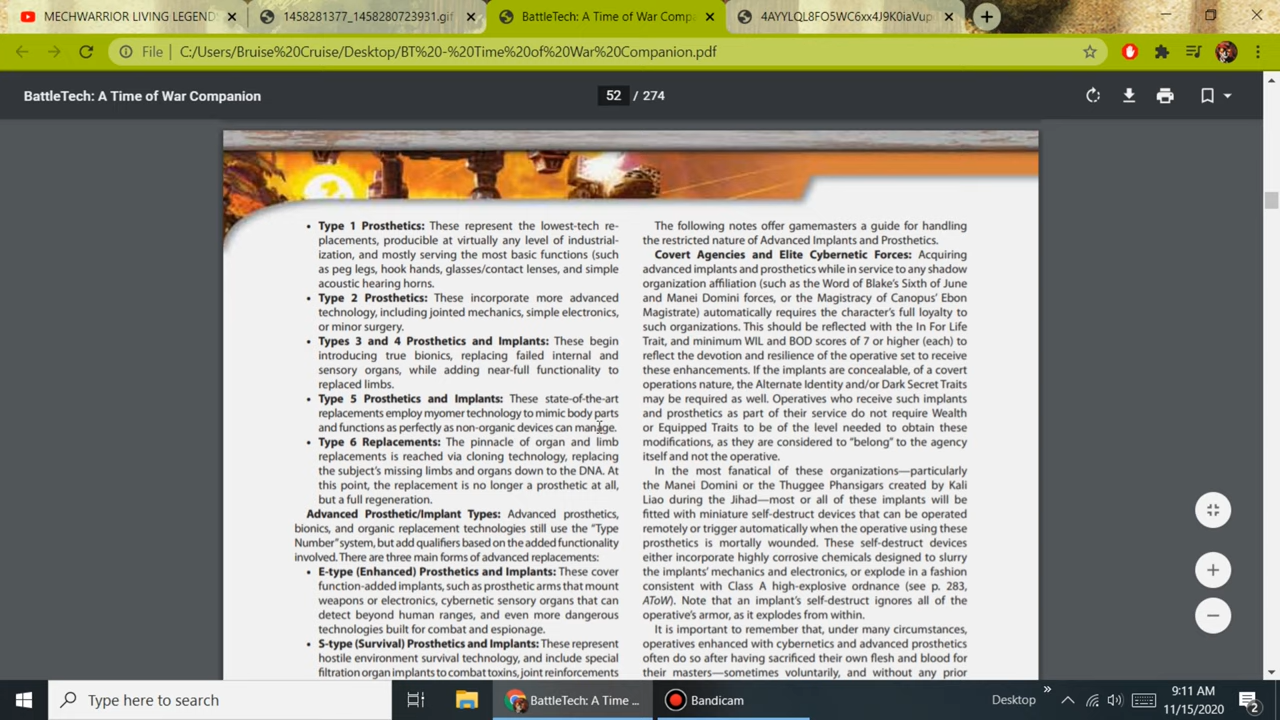 MECHWARRIOR LIVING LEGEND
1458281377_1458280723931.gif
BattleTech: A Time of War Compa
4AYYLQL8FO5WC6xx4J9K0iaVup
File
C:/Users/Bruise%20Cruise/Desktop/BT%20-%20Time%20of%20War%20Companion.pdf
BattleTech: A Time of War Companion
52 / 274
• Type 1 Prosthetics: These represent the lowest-tech re-
placements, producible at virtually any level of industrial-
ization, and mostly serving the most basic functions (such
as peg legs, hook hands, glasses/contact lenses, and simple
acoustic hearing horns.
• Type 2 Prosthetics: These incorporate more advanced
technology, including jointed mechanics, simple electronics,
or minor surgery.
• Types 3 and 4 Prosthetics and Implants: These begin
introducing true bionics, replacing failed internal and
sensory organs, while adding near-full functionality to
replaced limbs.
• Type 5 Prosthetics and Implants: These state-of-the-art
replacements employ myomer technology to mimic body parts
and functions as perfectly as non-organic devices can manage.
• Type 6 Replacements: The pinnacle of organ and limb
replacements is reached via cloning technology, replacing
the subject's missing limbs and organs down to the DNA. At
this point, the replacement is no longer a prosthetic at all,
but a full regeneration.
Advanced Prosthetic/Implant Types: Advanced prosthetics,
bionics, and organic replacement technologies still use the "Type
Number" system, but add qualifiers based on the added functionality
involved. There are three main forms of advanced replacements:
• E-type (Enhanced) Prosthetics and Implants: These cover
function-added implants, such as prosthetic arms that mount
weapons or electronics, cybernetic sensory organs that can
detect beyond human ranges, and even more dangerous
technologies built for combat and espionage.
• S-type (Survival) Prosthetics and Implants: These represent
hostile environment survival technology, and include special
filtration organ implants to combat toxins, joint reinforcements
The following notes offer gamemasters a guide for handling
the restricted nature of Advanced Implants and Prosthetics.
Covert Agencies and Elite Cybernetic Forces: Acquiring
advanced implants and prosthetics while in service to any shadow
organization affiliation (such as the Word of Blake's Sixth of June
and Manei Domini forces, or the Magistracy of Canopus' Ebon
Magistrate) automatically requires the character's full loyalty to
such organizations. This should be reflected with the In For Life
Trait, and minimum WIL and BOD scores of 7 or higher (each) to
reflect the devotion and resilience of the operative set to receive
these enhancements. If the implants are concealable, of a covert
operations nature, the Alternate Identity and/or Dark Secret Traits
may be required as well. Operatives who receive such implants
and prosthetics as part of their service do not require Wealth
or Equipped Traits to be of the level needed to obtain these
modifications, as they are considered to "belong" to the agency
itself and not the operative.
In the most fanatical of these organizations—particularly
the Manei Domini or the Thuggee Phansigars created by Kali
Liao during the Jihad—most or all of these implants will be
fitted with miniature self-destruct devices that can be operated
remotely or trigger automatically when the operative using these
prosthetics is mortally wounded. These self-destruct devices
either incorporate highly corrosive chemicals designed to slurry
the implants' mechanics and electronics, or explode in a fashion
consistent with Class A high-explosive ordnance (see p. 283,
AToW). Note that an implant's self-destruct ignores all of the
operative's armor, as it explodes from within.
It is important to remember that, under many circumstances,
operatives enhanced with cybernetics and advanced prosthetics
often do so after having sacrificed their own flesh and blood for
their masters—sometimes voluntarily, and without any prior
Type here to search
BattleTech: A Time ...
Bandicam
Desktop
9:11 AM
11/15/2020
2